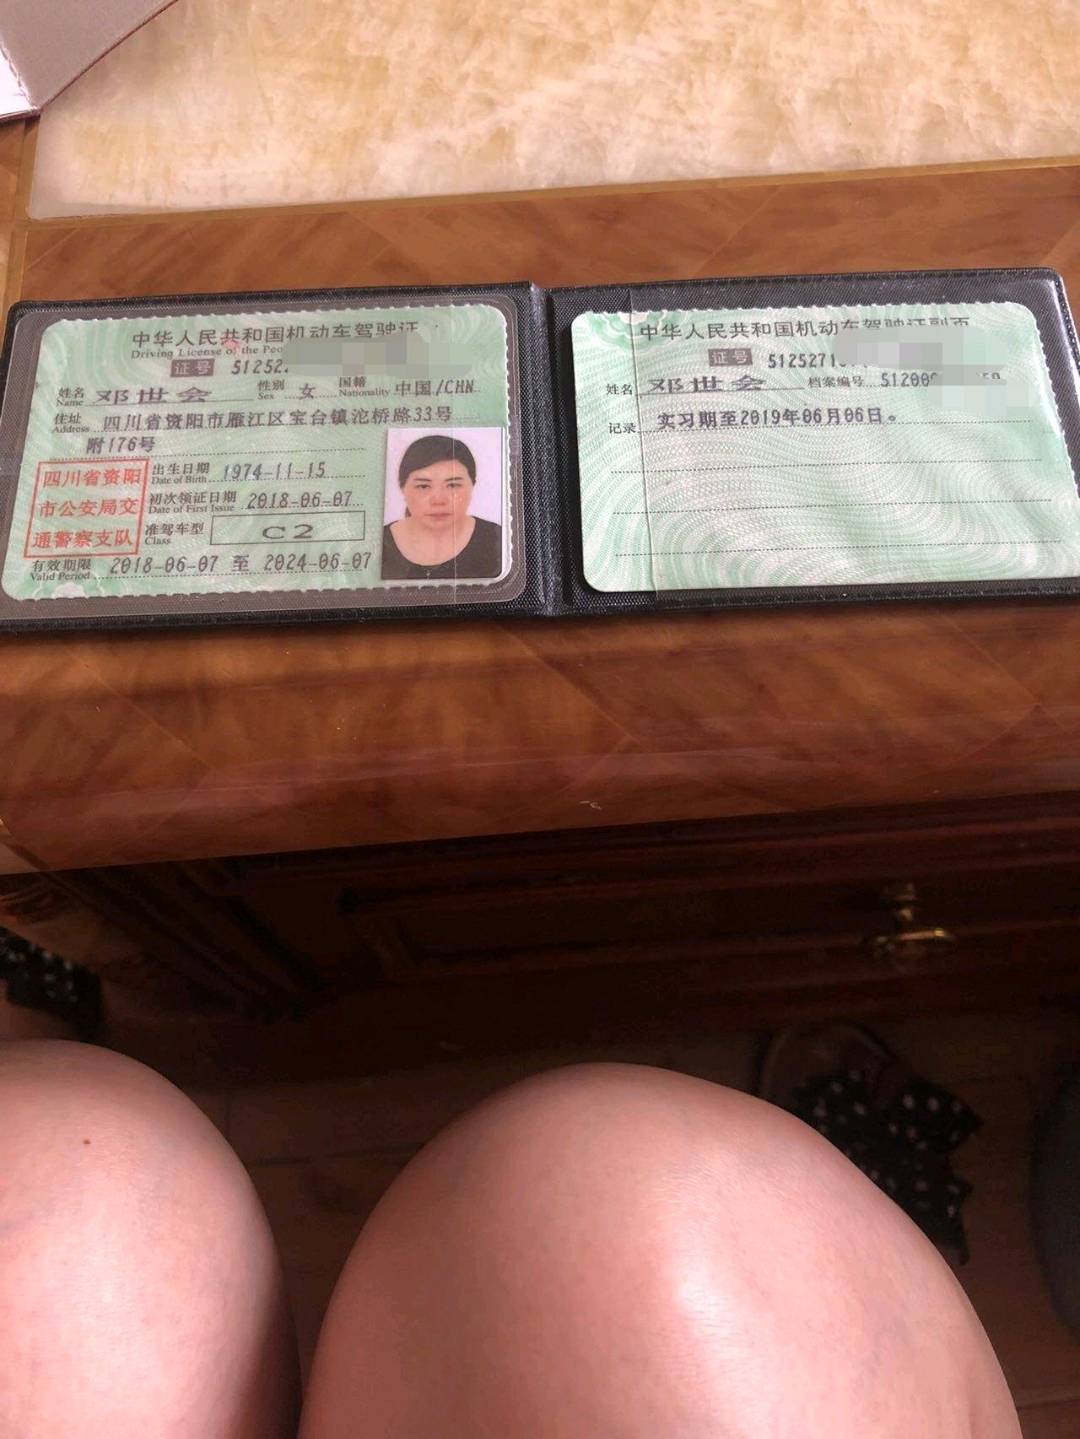 中华人民共和国机动车驾驶证
Driving License of the Peo
证号 51252
姓名 Name 邓世会 性别 Sex 女 国籍 Nationality 中国/CHN
住址 Address 四川省资阳市雁江区宝台镇沱桥路33号
附176号
四川省资阳
市公安局交
通警察支队
出生日期 Date of Birth 1974-11-15
初次领证日期 Date of First Issue 2018-06-07
准驾车型 Class C2
有效期限 Valid Period 2018-06-07 至 2024-06-07
中华人民共和国机动车驾驶证副页
证号 5125271
姓名 邓世会 档案编号 51200
记录 实习期至2019年06月06日。